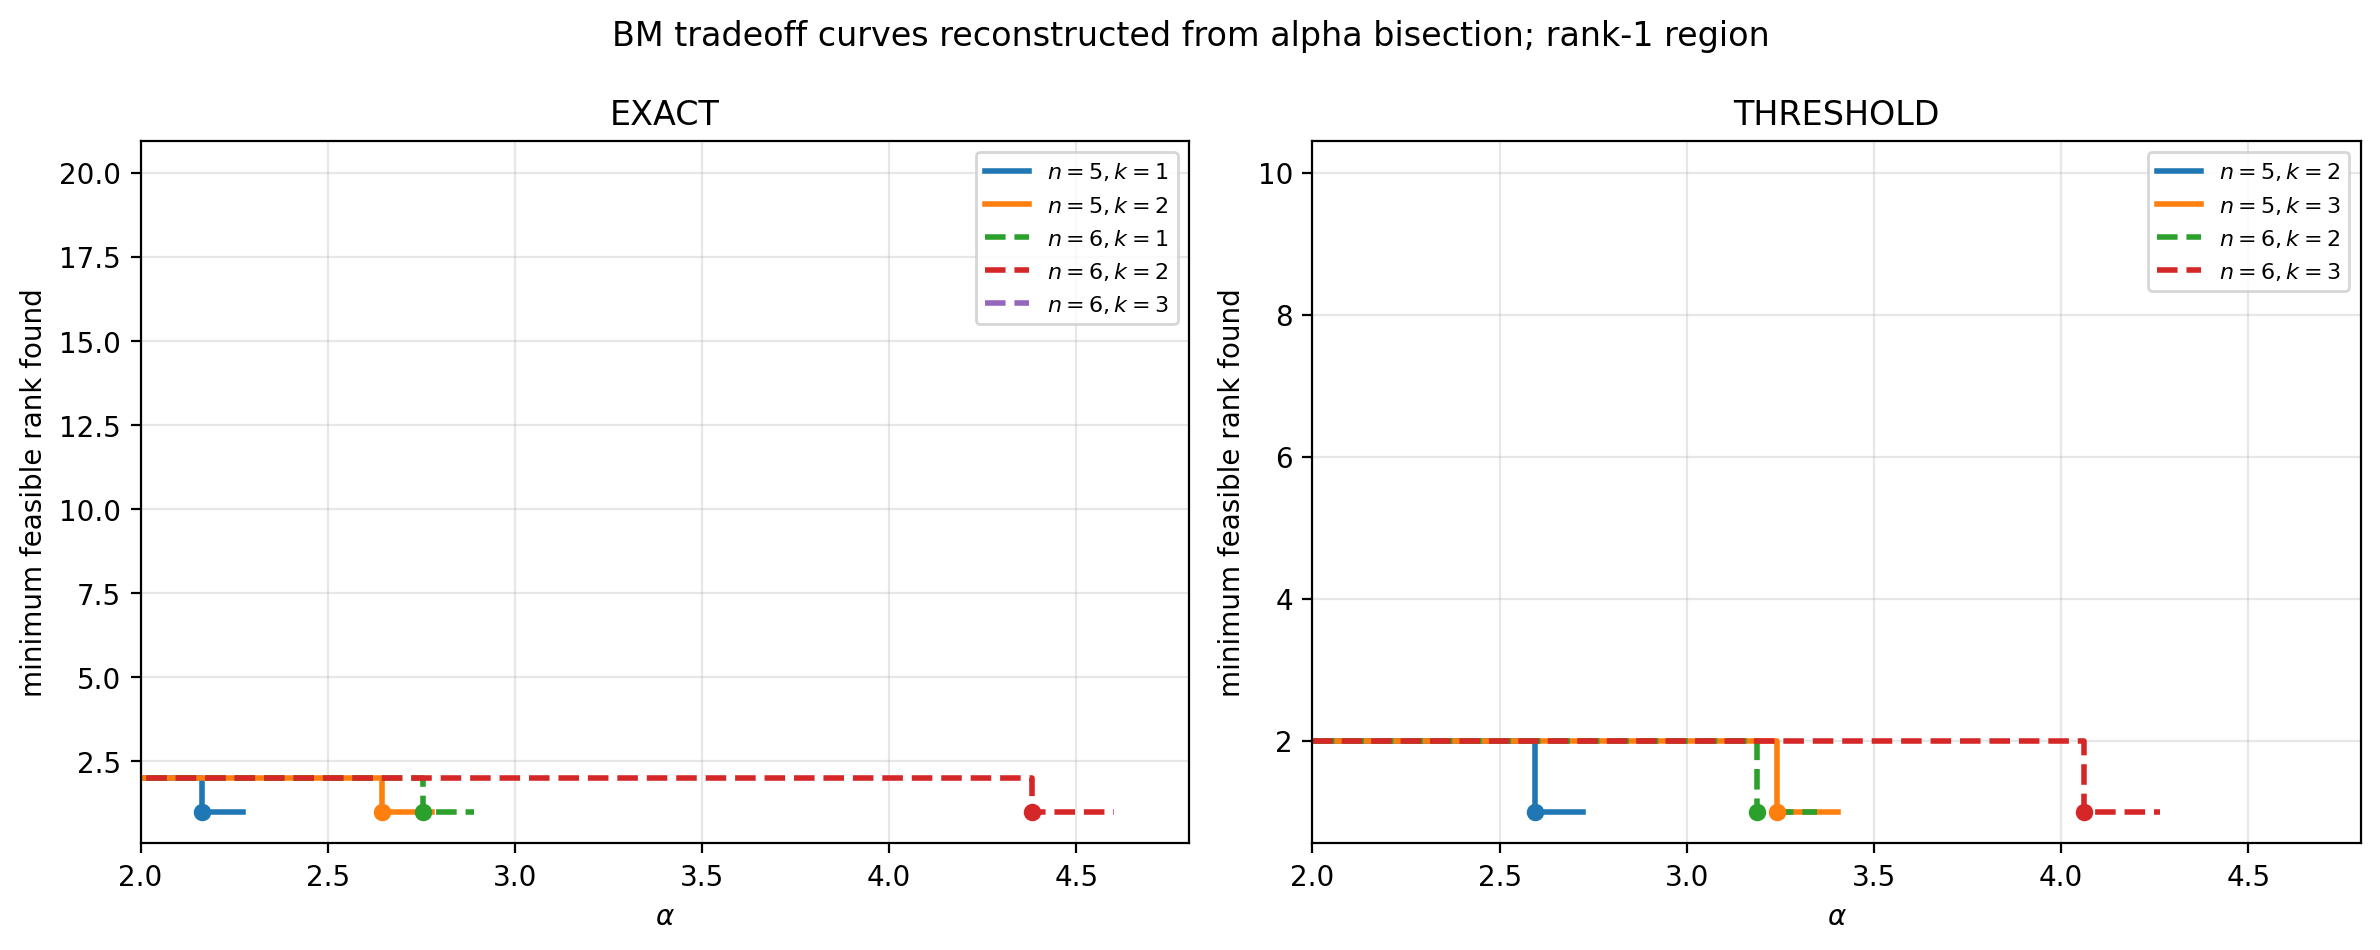 BM tradeoff curves reconstructed from alpha bisection; rank-1 region
EXACT
20.0
17.5
15.0
12.5
10.0
7.5
5.0
2.5
minimum feasible rank found
n = 5, k = 1
n = 5, k = 2
n = 6, k = 1
n = 6, k = 2
n = 6, k = 3
2.0 2.5 3.0 3.5 4.0 4.5
α
THRESHOLD
10
8
6
4
2
minimum feasible rank found
n = 5, k = 2
n = 5, k = 3
n = 6, k = 2
n = 6, k = 3
2.0 2.5 3.0 3.5 4.0 4.5
α